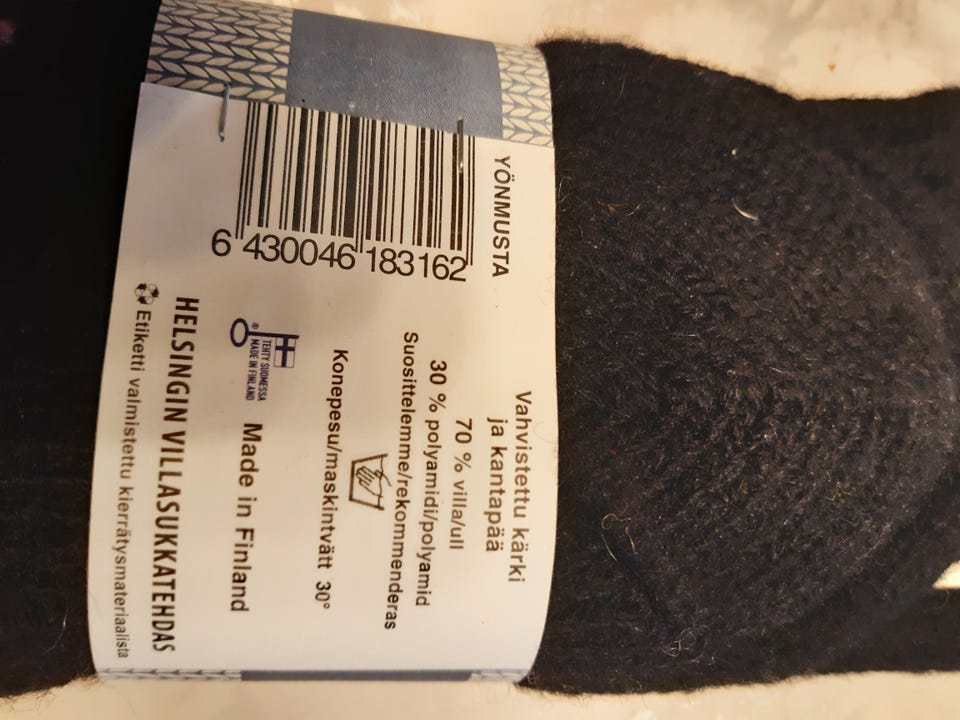 YÖNMUSTA
6 430046 183162
Vahvistettu kärki
ja kantapää
70 % villa/ull
30 % polyamidi/polyamid
Suosittelemme/rekommenderas
Konepesu/maskintvätt 30°
TEHTY SUOMESSA
MADE IN FINLAND
Made in Finland
HELSINGIN VILLASUKKATEHDAS
Etiketti valmistettu kierrätysmateriaalista